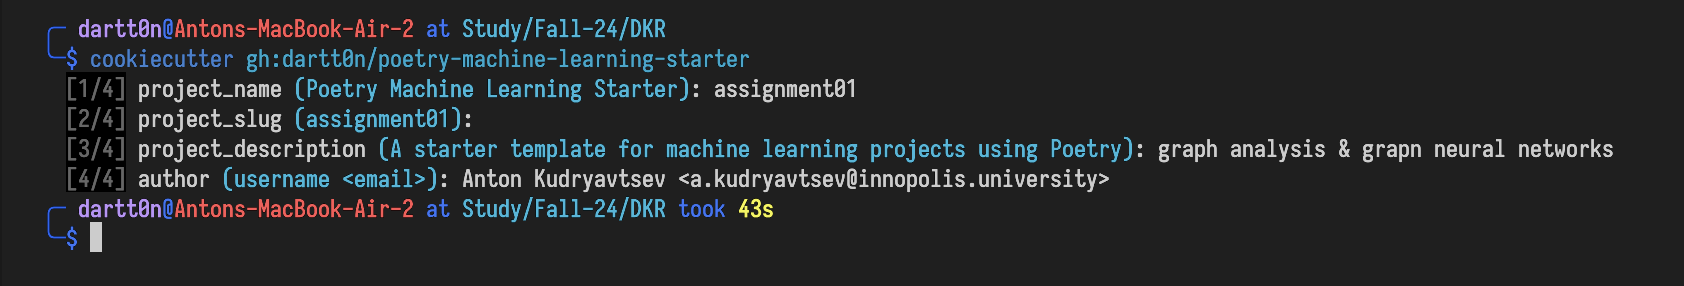 dartt0n@Antons-MacBook-Air-2 at Study/Fall-24/DKR
$ cookiecutter gh:dartt0n/poetry-machine-learning-starter
[1/4] project_name (Poetry Machine Learning Starter): assignment01
[2/4] project_slug (assignment01):
[3/4] project_description (A starter template for machine learning projects using Poetry): graph analysis & grapn neural networks
[4/4] author (username <email>): Anton Kudryavtsev <a.kudryavtsev@innopolis.university>
dartt0n@Antons-MacBook-Air-2 at Study/Fall-24/DKR took 43s
$